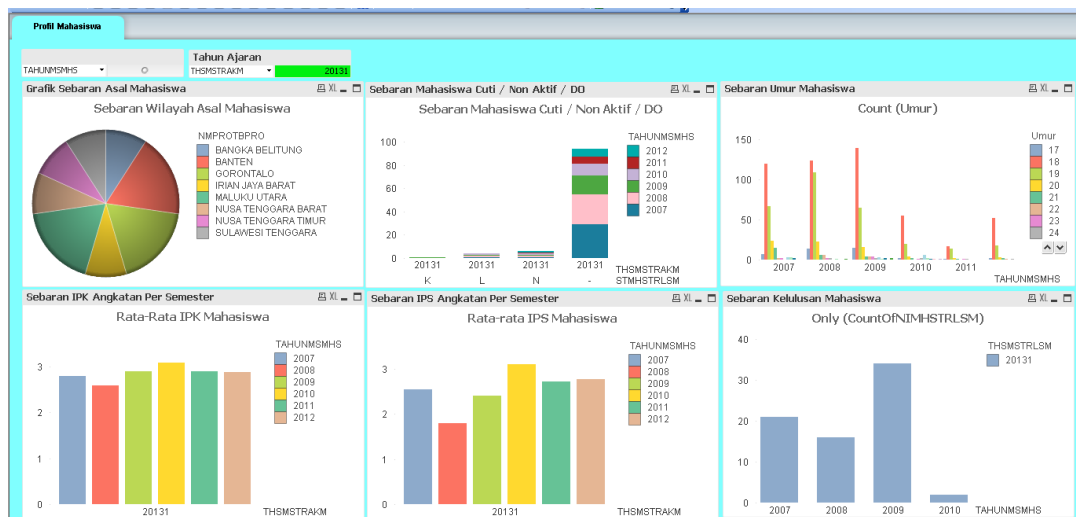 Profil Mahasiswa
Tahun Ajaran
TAHUNMSMHS
THSMSTRAKM
20131
Grafik Sebaran Asal Mahasiswa
XL
Sebaran Wilayah Asal Mahasiswa
NMPROTBPRO
BANGKA BELITUNG
BANTEN
GORONTALO
IRIAN JAYA BARAT
MALUKU UTARA
NUSA TENGGARA BARAT
NUSA TENGGARA TIMUR
SULAWESI TENGGARA
Sebaran Mahasiswa Cuti / Non Aktif / DO
XL
Sebaran Mahasiswa Cuti / Non Aktif / DO
TAHUNMSMHS
2012
2011
2010
2009
2008
2007
100
80
60
40
20
0
20131 20131 20131 20131
K L N -
THSMSTRAKM
STMHSTRLSM
Sebaran Umur Mahasiswa
XL
Count (Umur)
Umur
17
18
19
20
21
22
23
24
150
100
50
0
2007 2008 2009 2010 2011
TAHUNMSMHS
Sebaran IPK Angkatan Per Semester
XL
Rata-Rata IPK Mahasiswa
TAHUNMSMHS
2007
2008
2009
2010
2011
2012
3
2
1
0
20131
THSMSTRAKM
Sebaran IPS Angkatan Per Semester
XL
Rata-rata IPS Mahasiswa
TAHUNMSMHS
2007
2008
2009
2010
2011
2012
3
2
1
0
20131
THSMSTRAKM
Sebaran Kelulusan Mahasiswa
XL
Only (CountOfNIMHSTRLSM)
THSMSTRLSM
20131
40
30
20
10
0
2007 2008 2009 2010
TAHUNMSMHS